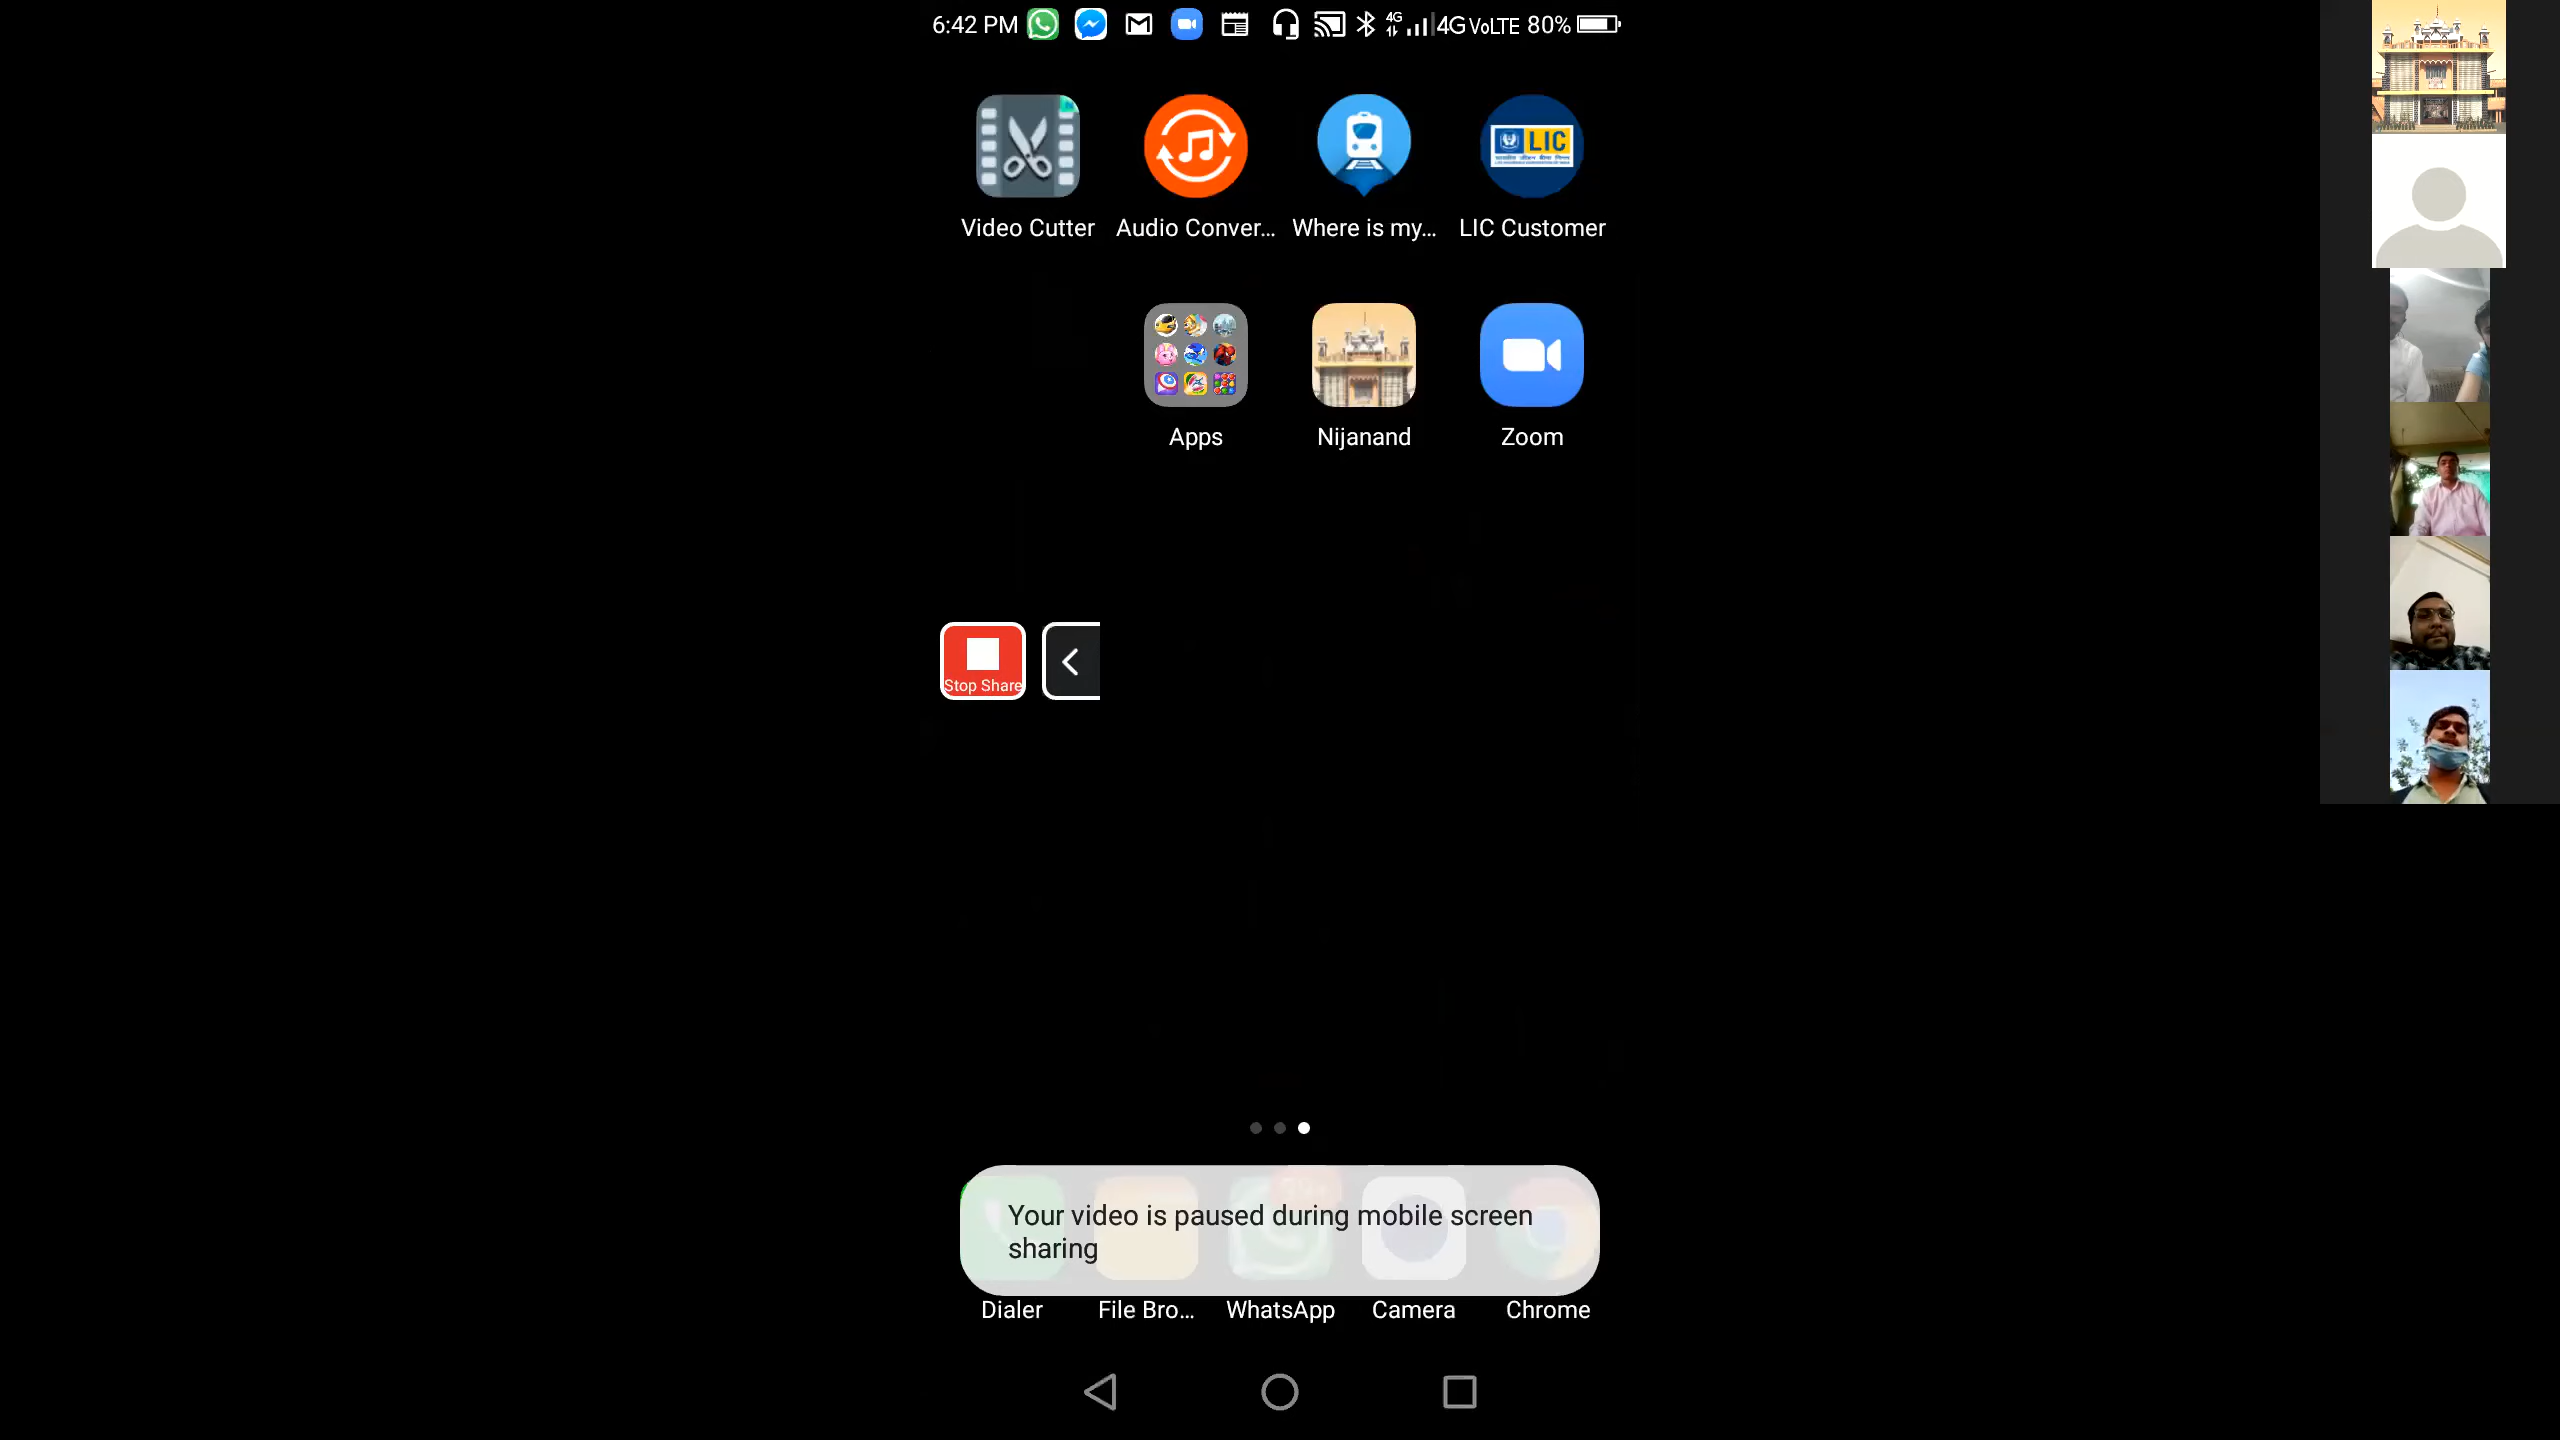 6:42 PM 4G 4G VoLTE 80%
LIC
Video Cutter Audio Conver... Where is my... LIC Customer
Apps Nijanand Zoom
Stop Share
Your video is paused during mobile screen
sharing
Dialer File Bro... WhatsApp Camera Chrome